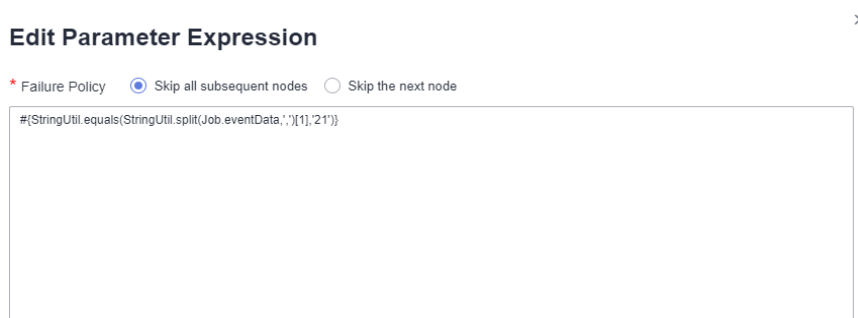 Edit Parameter Expression
* Failure Policy Skip all subsequent nodes Skip the next node
#{StringUtil.equals(StringUtil.split(Job.eventData,',')[1],'21')}